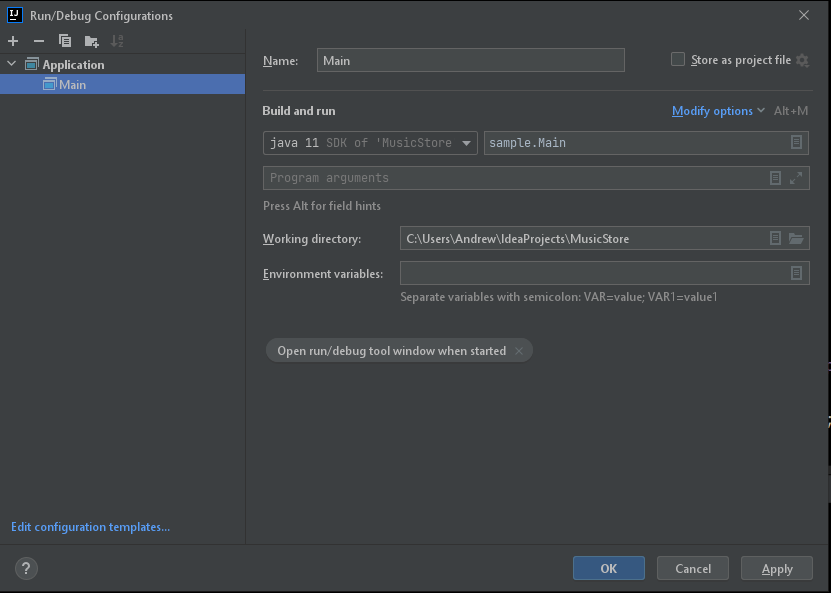 IJ Run/Debug Configurations
Application
Main
Name: Main Store as project file
Build and run Modify options Alt+M
java 11 SDK of 'MusicStore sample.Main
Program arguments
Press Alt for field hints
Working directory: C:\Users\Andrew\IdeaProjects\MusicStore
Environment variables:
Separate variables with semicolon: VAR=value; VAR1=value1
Open run/debug tool window when started
Edit configuration templates...
? OK Cancel Apply